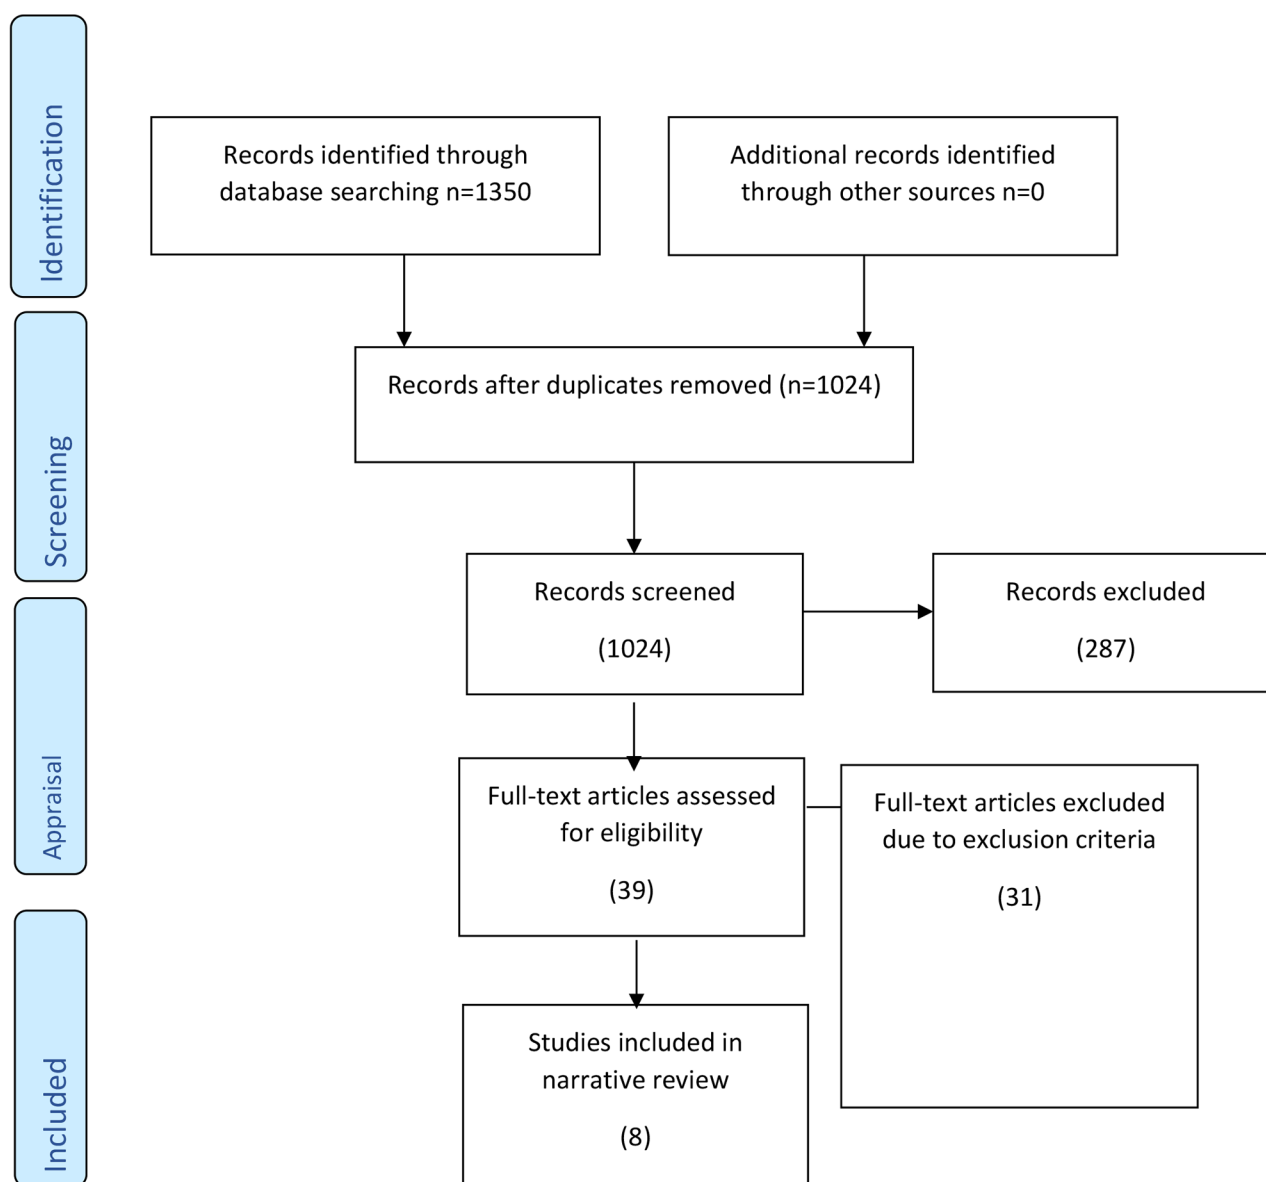 Identification
Records identified through
database searching n=1350
Additional records identified
through other sources n=0
Screening
Records after duplicates removed (n=1024)
Records screened
(1024)
Records excluded
(287)
Appraisal
Full-text articles assessed
for eligibility
(39)
Full-text articles excluded
due to exclusion criteria
(31)
Included
Studies included in
narrative review
(8)